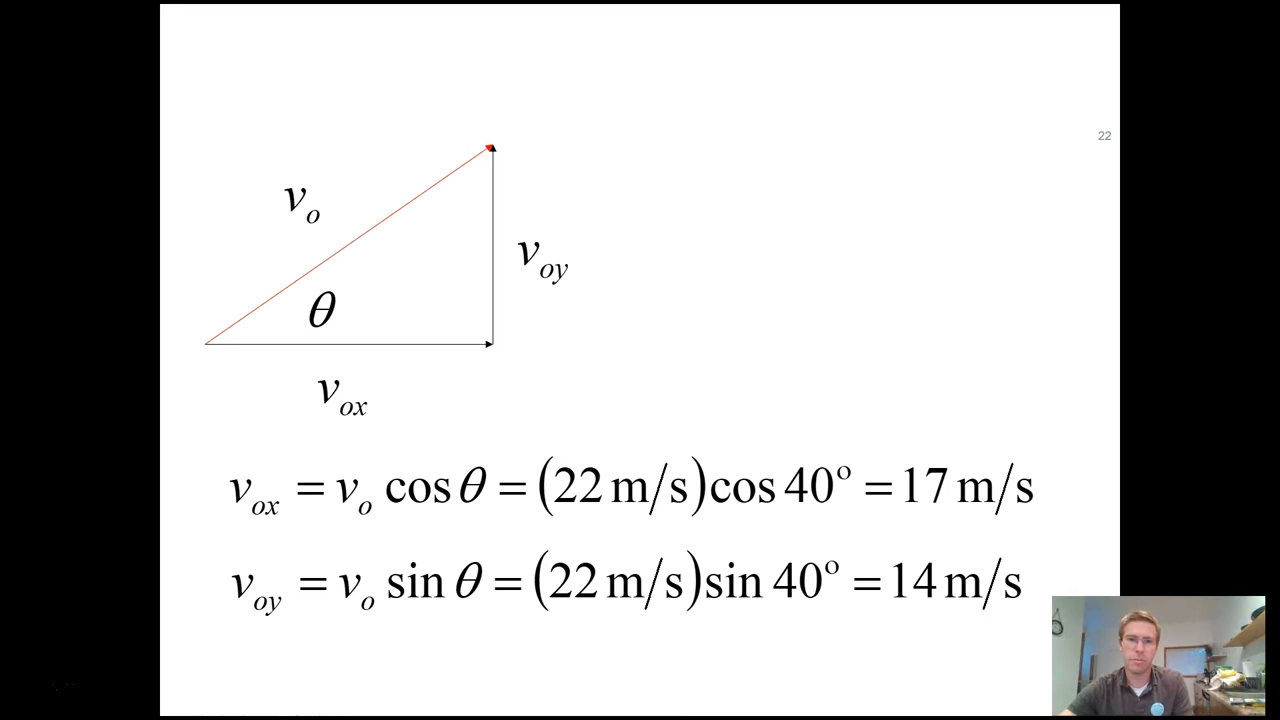 22
v_o
v_oy
θ
v_ox
v_ox = v_o cos θ = (22 m/s)cos 40° = 17 m/s
v_oy = v_o sin θ = (22 m/s)sin 40° = 14 m/s